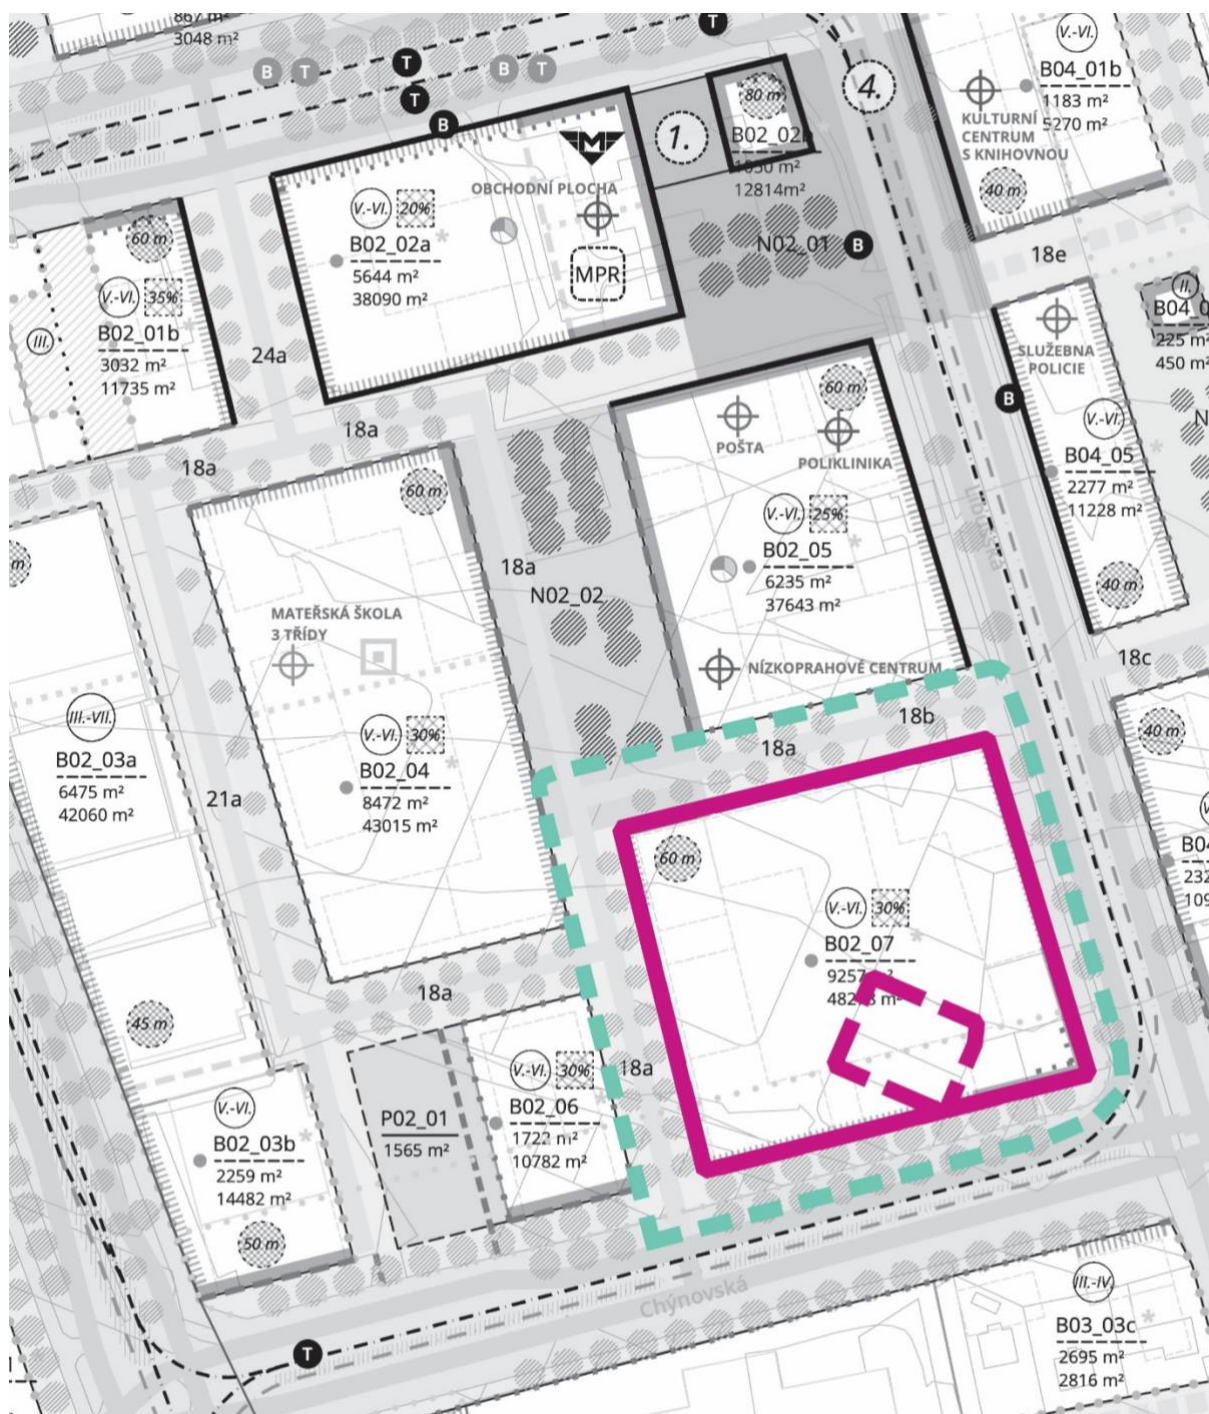 867 m²
3048 m²
T
B T
T
B T
T
B
80 m
4.
1.
B02_02b
12814m²
V.-VI.
B04_01b
1183 m²
5270 m²
KULTURNÍ
CENTRUM
S KNIHOVNOU
40 m
OBCHODNÍ PLOCHA
V.-VI. 20%
B02_02a
5644 m²
38090 m²
MPR
N02_01
B
18e
60 m
V.-VI. 35%
B02_01b
3032 m²
11735 m²
III.
24a
II.
225 m²
450 m²
SLUŽEBNA
POLICIE
B
V.-VI.
B04_05
2277 m²
11228 m²
40 m
18a
18a
60 m
60 m
POŠTA
POLIKLINIKA
V.-VI. 25%
B02_05
6235 m²
37643 m²
NÍZKOPRAHOVÉ CENTRUM
18a
N02_02
m
MATEŘSKÁ ŠKOLA
3 TŘÍDY
V.-VI. 30%
B02_04
8472 m²
43015 m²
18c
40 m
III.-VII.
B02_03a
6475 m²
42060 m²
21a
18b
18a
60 m
V.-VI. 30%
B02_07
18a
45 m
18a
V.-VI. 30%
B02_06
1722 m²
10782 m²
P02_01
1565 m²
V.-VI.
B02_03b
2259 m²
14482 m²
50 m
Chýnovská
T
III.-IV.
B03_03c
2695 m²
2816 m²